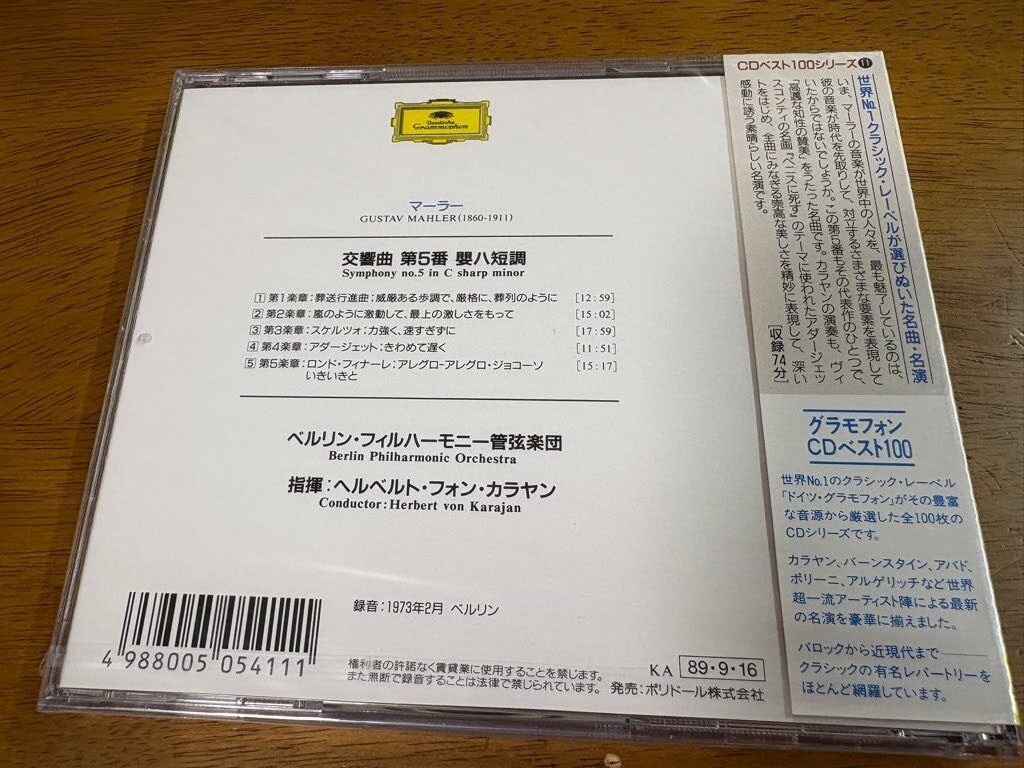 Deutsche
Grammophon
マーラー
GUSTAV MAHLER(1860-1911)
交響曲 第5番 嬰ハ短調
Symphony no.5 in C sharp minor
1 第1楽章:葬送行進曲:威厳ある歩調で、厳格に、葬列のように [12:59]
2 第2楽章:嵐のように激動して、最上の激しさをもって [15:02]
3 第3楽章:スケルツォ:力強く、速すぎずに [17:59]
4 第4楽章:アダージェット:きわめて遅く [11:51]
5 第5楽章:ロンド・フィナーレ:アレグロ-アレグロ・ジョコーソ [15:17]
いきいきと
ベルリン・フィルハーモニー管弦楽団
Berlin Philharmonic Orchestra
指揮:ヘルベルト・フォン・カラヤン
Conductor:Herbert von Karajan
録音:1973年2月 ベルリン
4 988005 054111
権利者の許諾なく賃貸業に使用することを禁じます。
また無断で録音することは法律で禁じられています。
発売:ポリドール株式会社
KA 89・9・16
CDベスト100シリーズ⓫
世界No.1クラシック・レーベルが選びぬいた名曲・名演
いま、マーラーの音楽が世界中の人々を、最も魅了しているのは、
彼の音楽が時代を先取りして、対立するさまざまな要素を表現して
いたからではないでしょうか。この第5番もその代表作のひとつで、
「高邁な知性の賛美」をうたった名曲です。カラヤンの演奏も、ヴィ
スコンティの名画『ベニスに死す』のテーマに使われたアダージェッ
トをはじめ、全曲にみなぎる崇高な美しさを精妙に表現して、深い
感動に誘う素晴らしい名演です。
[収録74分]
グラモフォン
CDベスト100
世界No.1のクラシック・レーベル
「ドイツ・グラモフォン」がその豊富
な音源から厳選した全100枚の
CDシリーズです。
カラヤン、バーンスタイン、アバド、
ポリーニ、アルゲリッチなど世界
超一流アーティスト陣による最新
の名演を豪華に揃えました。
バロックから近現代まで――
クラシックの有名レパートリーを
ほとんど網羅しています。